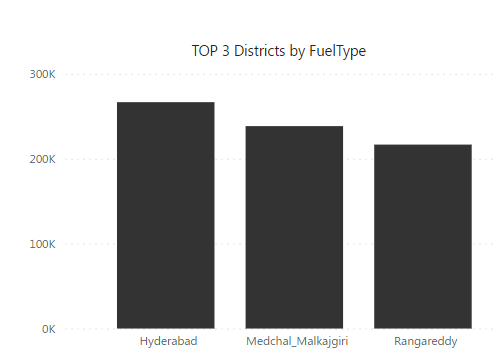 TOP 3 Districts by FuelType
300K
200K
100K
0K
Hyderabad Medchal_Malkajgiri Rangareddy